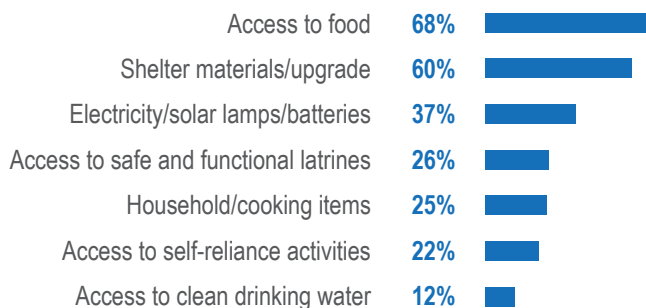 Access to food 68%
Shelter materials/upgrade 60%
Electricity/solar lamps/batteries 37%
Access to safe and functional latrines 26%
Household/cooking items 25%
Access to self-reliance activities 22%
Access to clean drinking water 12%